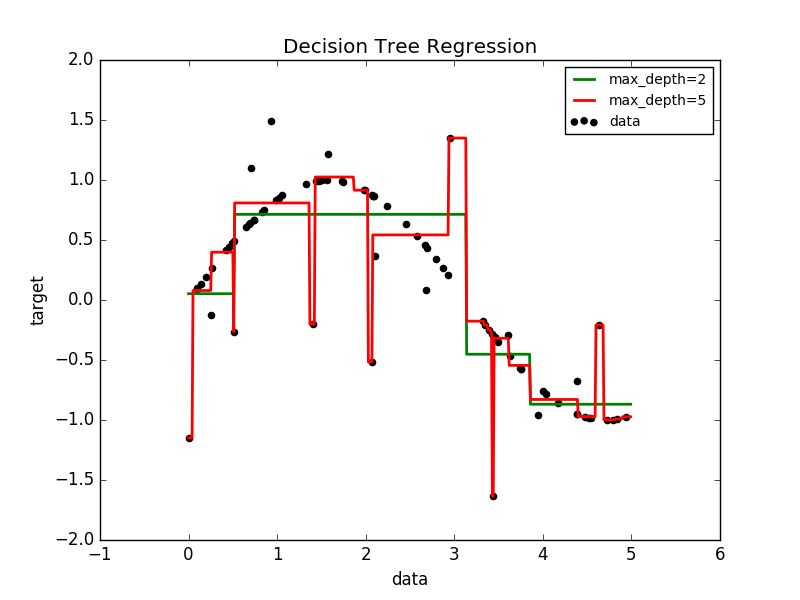 Decision Tree Regression
max_depth=2
max_depth=5
data
2.0
1.5
1.0
0.5
0.0
−0.5
−1.0
−1.5
−2.0
target
−1 0 1 2 3 4 5 6
data